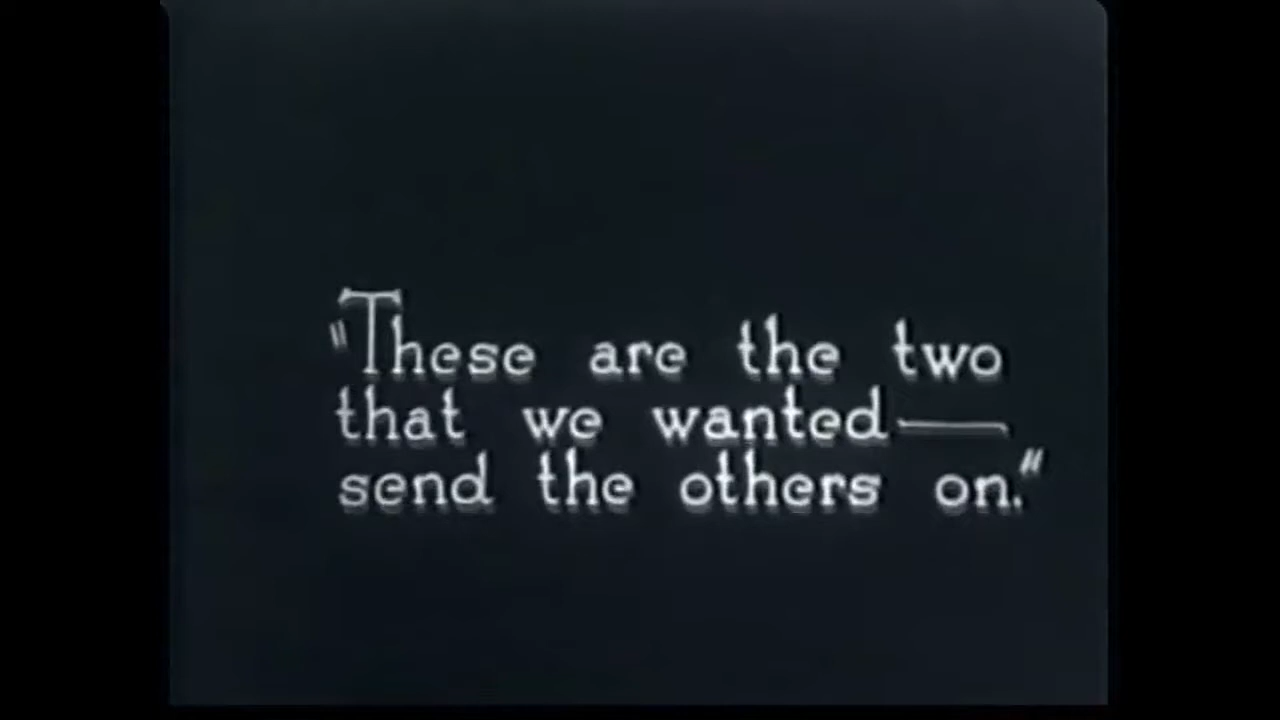 "These are the two
that we wanted—
send the others on."